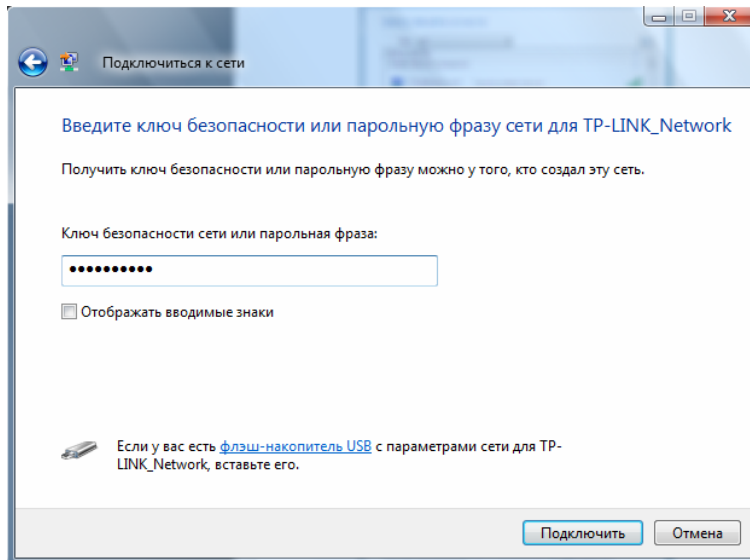 Подключиться к сети
Введите ключ безопасности или парольную фразу сети для TP-LINK_Network
Получить ключ безопасности или парольную фразу можно у того, кто создал эту сеть.
Ключ безопасности сети или парольная фраза:
••••••••••
Отображать вводимые знаки
Если у вас есть флэш-накопитель USB с параметрами сети для TP-
LINK_Network, вставьте его.
Подключить Отмена